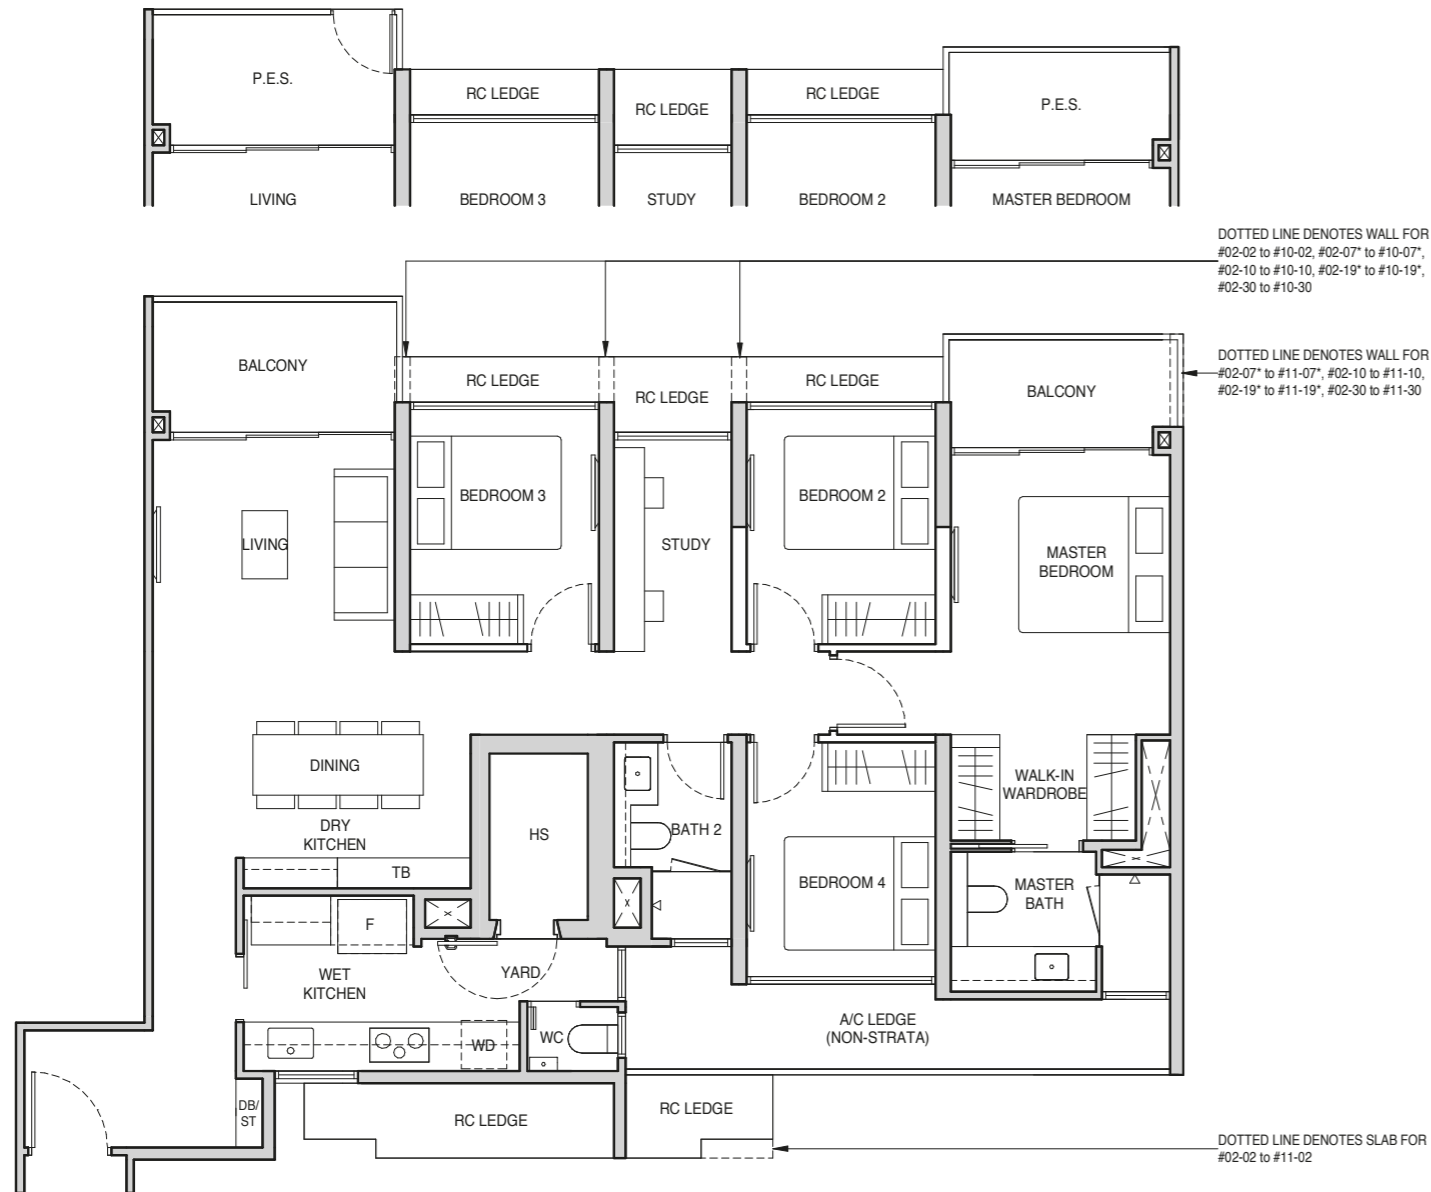 P.E.S.
RC LEDGE
RC LEDGE
RC LEDGE
P.E.S.
LIVING
BEDROOM 3
STUDY
BEDROOM 2
MASTER BEDROOM
DOTTED LINE DENOTES WALL FOR
#02-02 to #10-02, #02-07* to #10-07*,
#02-10 to #10-10, #02-19* to #10-19*,
#02-30 to #10-30
BALCONY
RC LEDGE
RC LEDGE
RC LEDGE
BALCONY
DOTTED LINE DENOTES WALL FOR
#02-07* to #11-07*, #02-10 to #11-10,
#02-19* to #11-19*, #02-30 to #11-30
LIVING
BEDROOM 3
STUDY
BEDROOM 2
MASTER
BEDROOM
DINING
DRY
KITCHEN
TB
HS
BATH 2
BEDROOM 4
WALK-IN
WARDROBE
MASTER
BATH
F
WET
KITCHEN
YARD
WD
WC
A/C LEDGE
(NON-STRATA)
DB/
ST
RC LEDGE
RC LEDGE
DOTTED LINE DENOTES SLAB FOR
#02-02 to #11-02